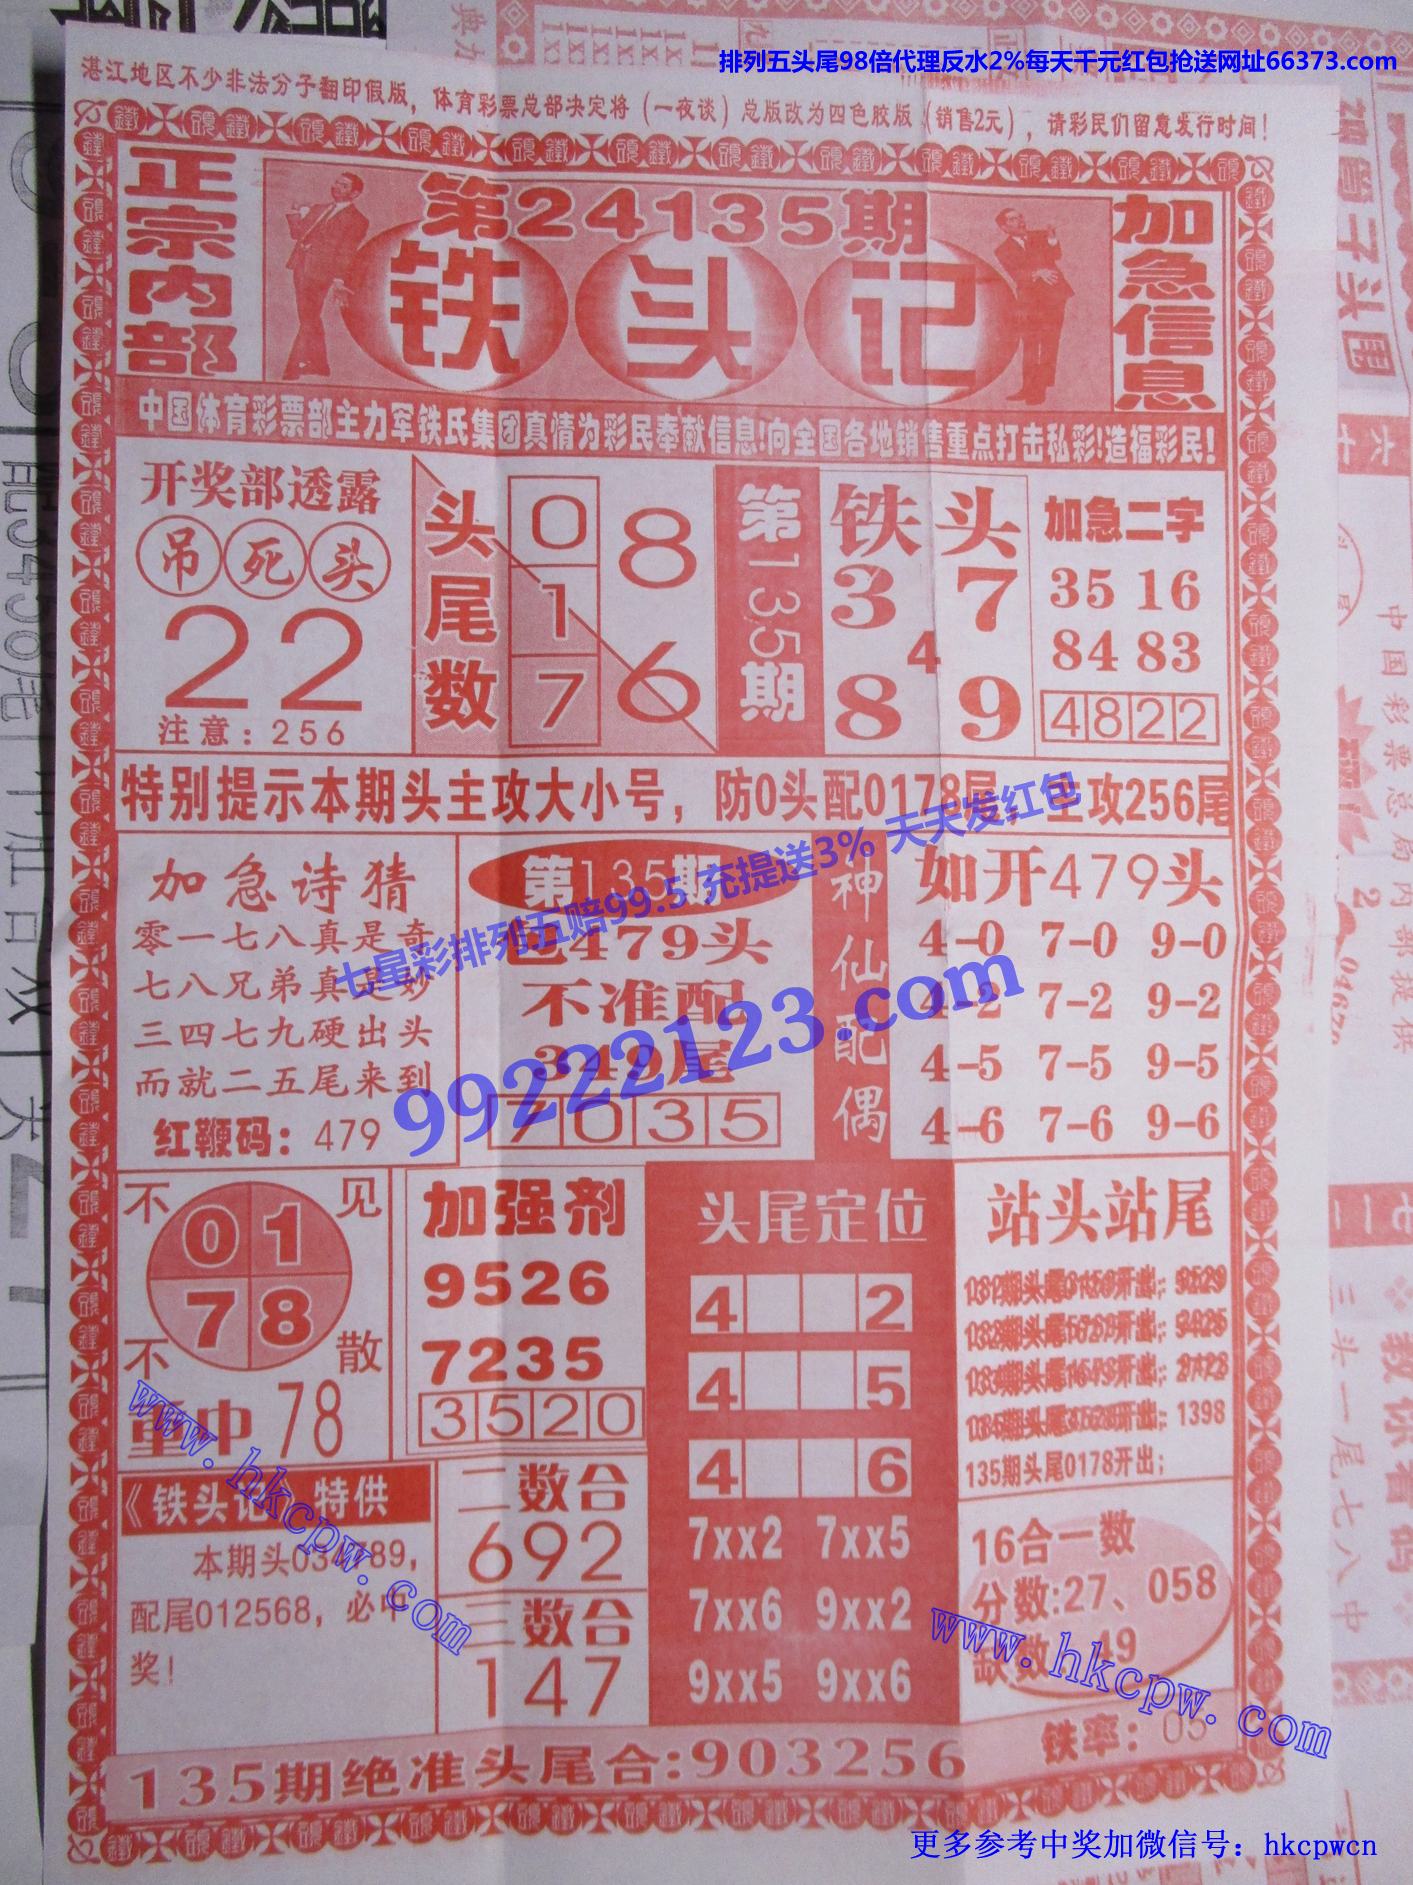 排列五头尾98倍代理反水2%每天千元红包抢送网址66373.com
湛江地区不少非法分子翻印假版，体育彩票总部决定将（一夜谈）总版改为四色胶版（销售2元），请彩民们留意发行时间！
正宗内部
第24135期
铁头记
加急信息
中国体育彩票部主力军铁氏集团真情为彩民奉献信息!向全国各地销售重点打击私彩!造福彩民!
开奖部透露
吊死头
22
注意：256
头尾数
0
1
7
8
6
第135期
铁头
3 7
4
8 9
加急二字
35 16
84 83
4822
特别提示本期头主攻大小号，防0头配0178尾，主攻256尾
七星彩排列五赔99.5 充提送3% 天天发红包
加急诗猜
零一七八真是奇
七八兄弟真是妙
三四七九硬出头
而就二五尾来到
红鞭码：479
第135期
包479头
不准配
349尾
7035
99222123.com
神仙配偶
如开479头
4-0 7-0 9-0
4-2 7-2 9-2
4-5 7-5 9-5
4-6 7-6 9-6
不见
01
78
不散
重中78
加强剂
9526
7235
3520
头尾定位
4 2
4 5
4 6
7xx2 7xx5
7xx6 9xx2
9xx5 9xx6
站头站尾
1398
135期头尾0178开出；
www.hkcpw.com
《铁头记》特供
配尾012568，必中
奖！
二数合
692
三数合
147
16合一数
分数:27、058
缺数：49
www.hkcpw.com
铁率：05
135期绝准头尾合:903256
更多参考中奖加微信号：hkcpwcn